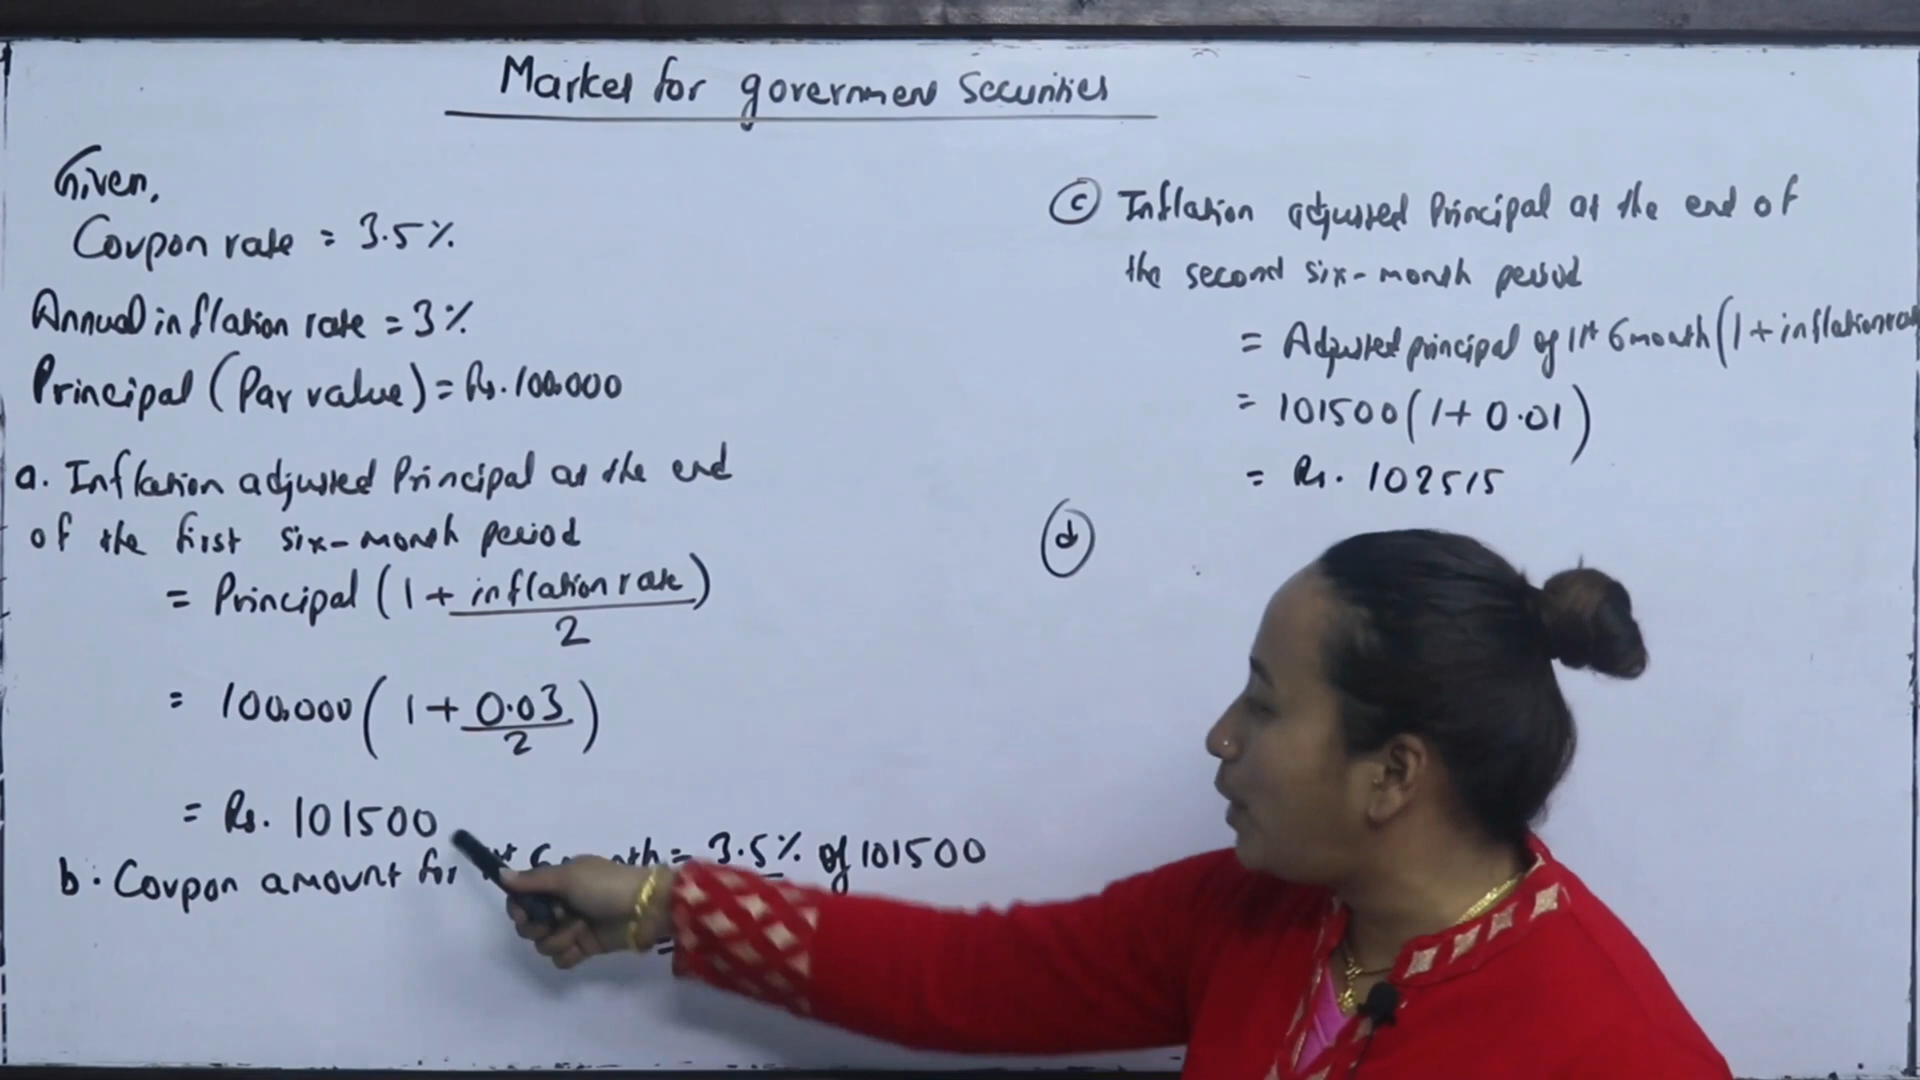 Market for government Securities
Given,
Coupon rate = 3.5%
Annual inflation rate = 3%
Principal (Par value) = Rs. 100,000
a. Inflation adjusted Principal at the end
of the first six-month period
= Principal (1 + inflation rate / 2)
= 100,000 (1 + 0.03 / 2)
= Rs. 101500
b. Coupon amount for month = 3.5% of 101500
=
(c) Inflation adjusted Principal at the end of
the second six-month period
= Adjusted principal of 1st 6 month (1 + inflation
= 101500 (1 + 0.01)
= Rs. 102515
(d)